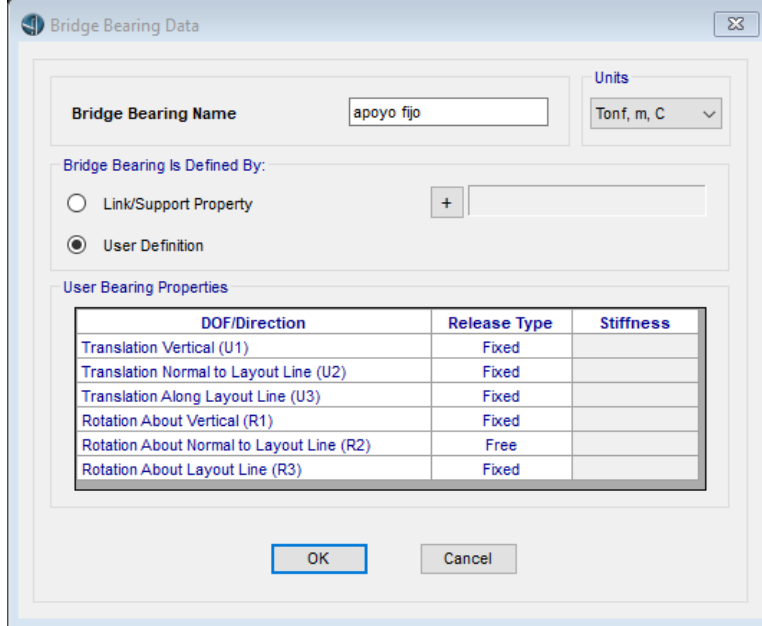 Bridge Bearing Data
Units
Bridge Bearing Name apoyo fijo Tonf, m, C
Bridge Bearing Is Defined By:
Link/Support Property +
User Definition
User Bearing Properties
DOF/Direction Release Type Stiffness
Translation Vertical (U1) Fixed
Translation Normal to Layout Line (U2) Fixed
Translation Along Layout Line (U3) Fixed
Rotation About Vertical (R1) Fixed
Rotation About Normal to Layout Line (R2) Free
Rotation About Layout Line (R3) Fixed
OK Cancel